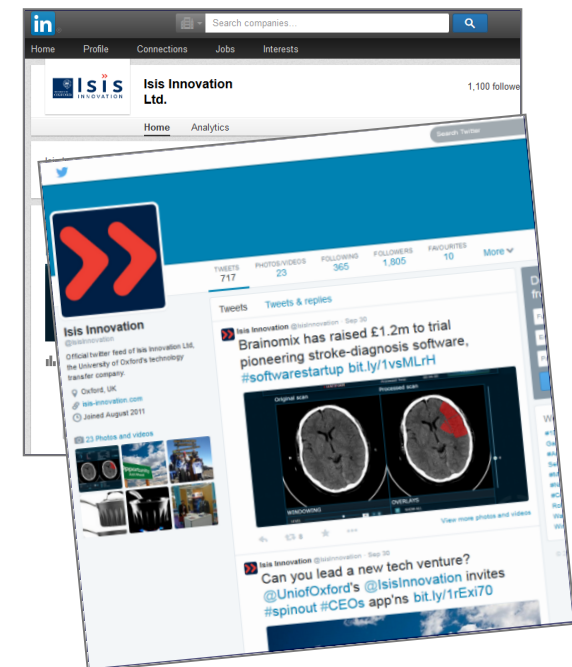 in
Search companies...
Home Profile Connections Jobs Interests
ISIS
INNOVATION
Isis Innovation
Ltd.
1,100 followe
Home Analytics
Search Twitter
TWEETS
717
PHOTOS/VIDEOS
23
FOLLOWING
365
FOLLOWERS
1,805
FAVOURITES
10
More
Isis Innovation
@isisinnovation
Official twitter feed of Isis Innovation Ltd,
the University of Oxford's technology
transfer company.
Oxford, UK
isis-innovation.com
Joined August 2011
23 Photos and videos
Tweets Tweets & replies
Isis Innovation @isisinnovation · Sep 30
Brainomix has raised £1.2m to trial
pioneering stroke-diagnosis software,
#softwarestartup bit.ly/1vsMLrH
Original scan Processed scan
WINDOWING OVERLAYS
View more photos and videos
Isis Innovation @isisinnovation · Sep 30
Can you lead a new tech venture?
@UniofOxford's @IsisInnovation invites
#spinout #CEOs app'ns bit.ly/1rExi70